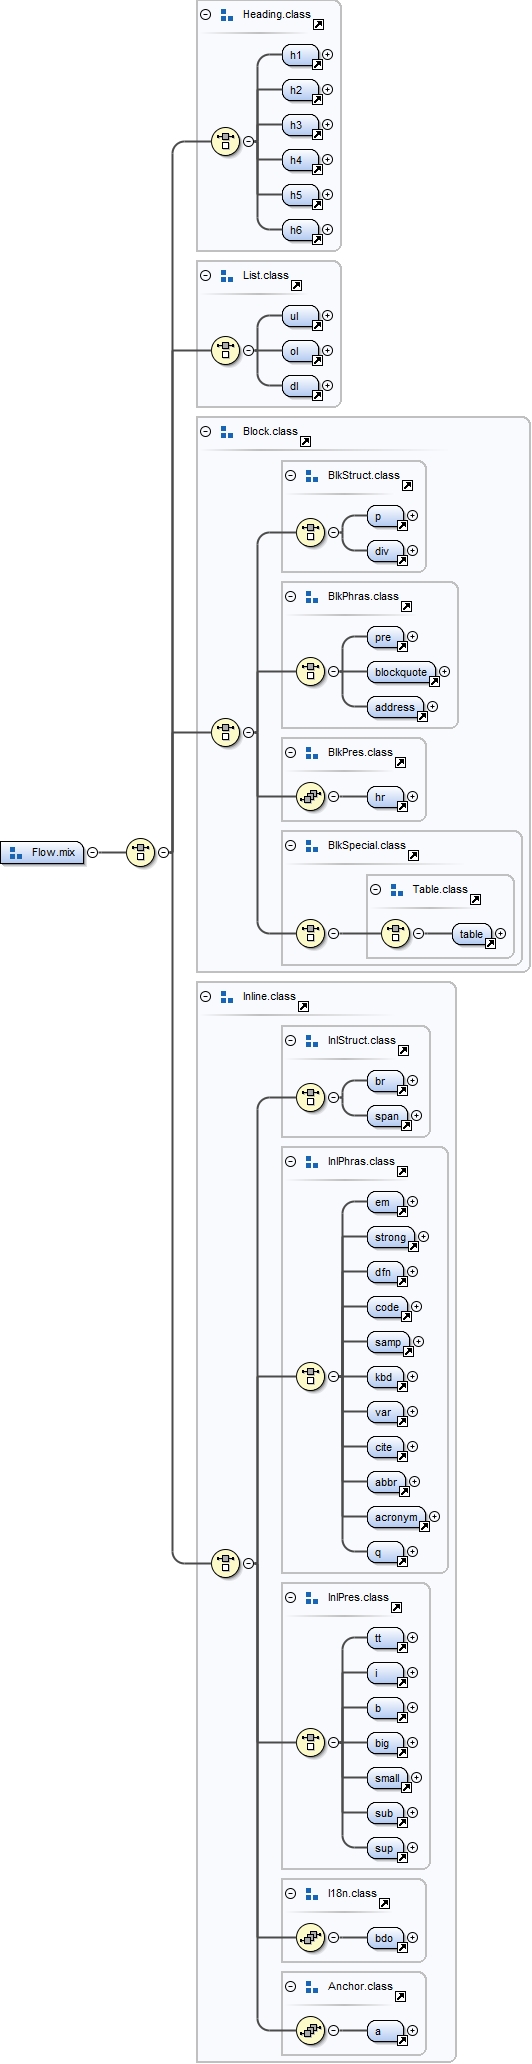 Heading.class
h1
h2
h3
h4
h5
h6
List.class
ul
ol
dl
Block.class
BlkStruct.class
p
div
BlkPhras.class
pre
blockquote
address
BlkPres.class
hr
Flow.mix
BlkSpecial.class
Table.class
table
Inline.class
InlStruct.class
br
span
InlPhras.class
em
strong
dfn
code
samp
kbd
var
cite
abbr
acronym
q
InlPres.class
tt
i
b
big
small
sub
sup
I18n.class
bdo
Anchor.class
a